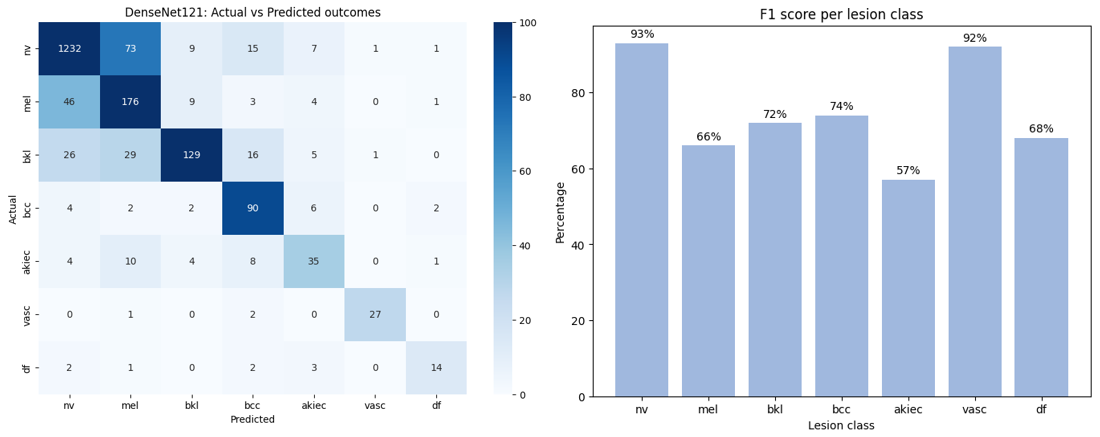 DenseNet121: Actual vs Predicted outcomes
Actual
nv 1232 73 9 15 7 1 1
mel 46 176 9 3 4 0 1
bkl 26 29 129 16 5 1 0
bcc 4 2 2 90 6 0 2
akiec 4 10 4 8 35 0 1
vasc 0 1 0 2 0 27 0
df 2 1 0 2 3 0 14
nv mel bkl bcc akiec vasc df
Predicted
100
80
60
40
20
0
F1 score per lesion class
Percentage
80
60
40
20
0
93% 66% 72% 74% 57% 92% 68%
nv mel bkl bcc akiec vasc df
Lesion class